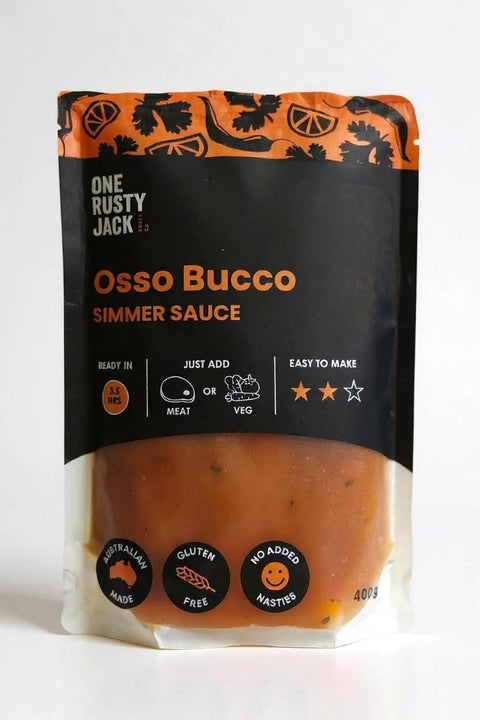 ONE
RUSTY
JACK
Osso Bucco
SIMMER SAUCE
READY IN
3.5
HRS
JUST ADD
MEAT
OR
VEG
EASY TO MAKE
AUSTRALIAN
MADE
GLUTEN
FREE
NO ADDED
NASTIES
400g